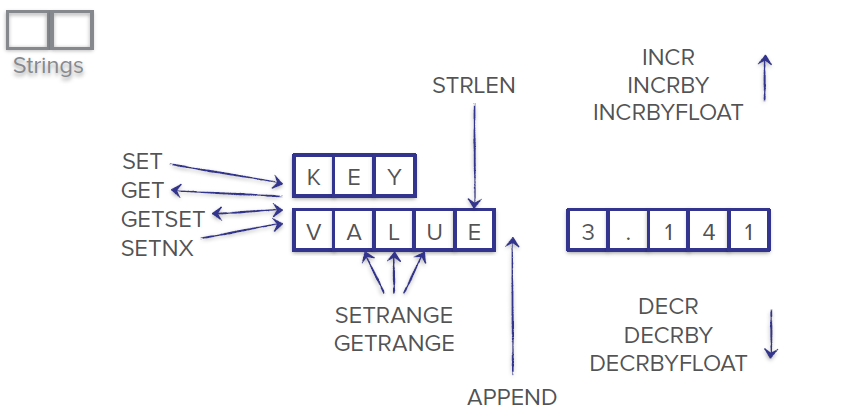 Strings
INCR
INCRBY
INCRBYFLOAT
STRLEN
SET
GET
GETSET
SETNX
K E Y
V A L U E
3 . 1 4 1
SETRANGE
GETRANGE
DECR
DECRBY
DECRBYFLOAT
APPEND